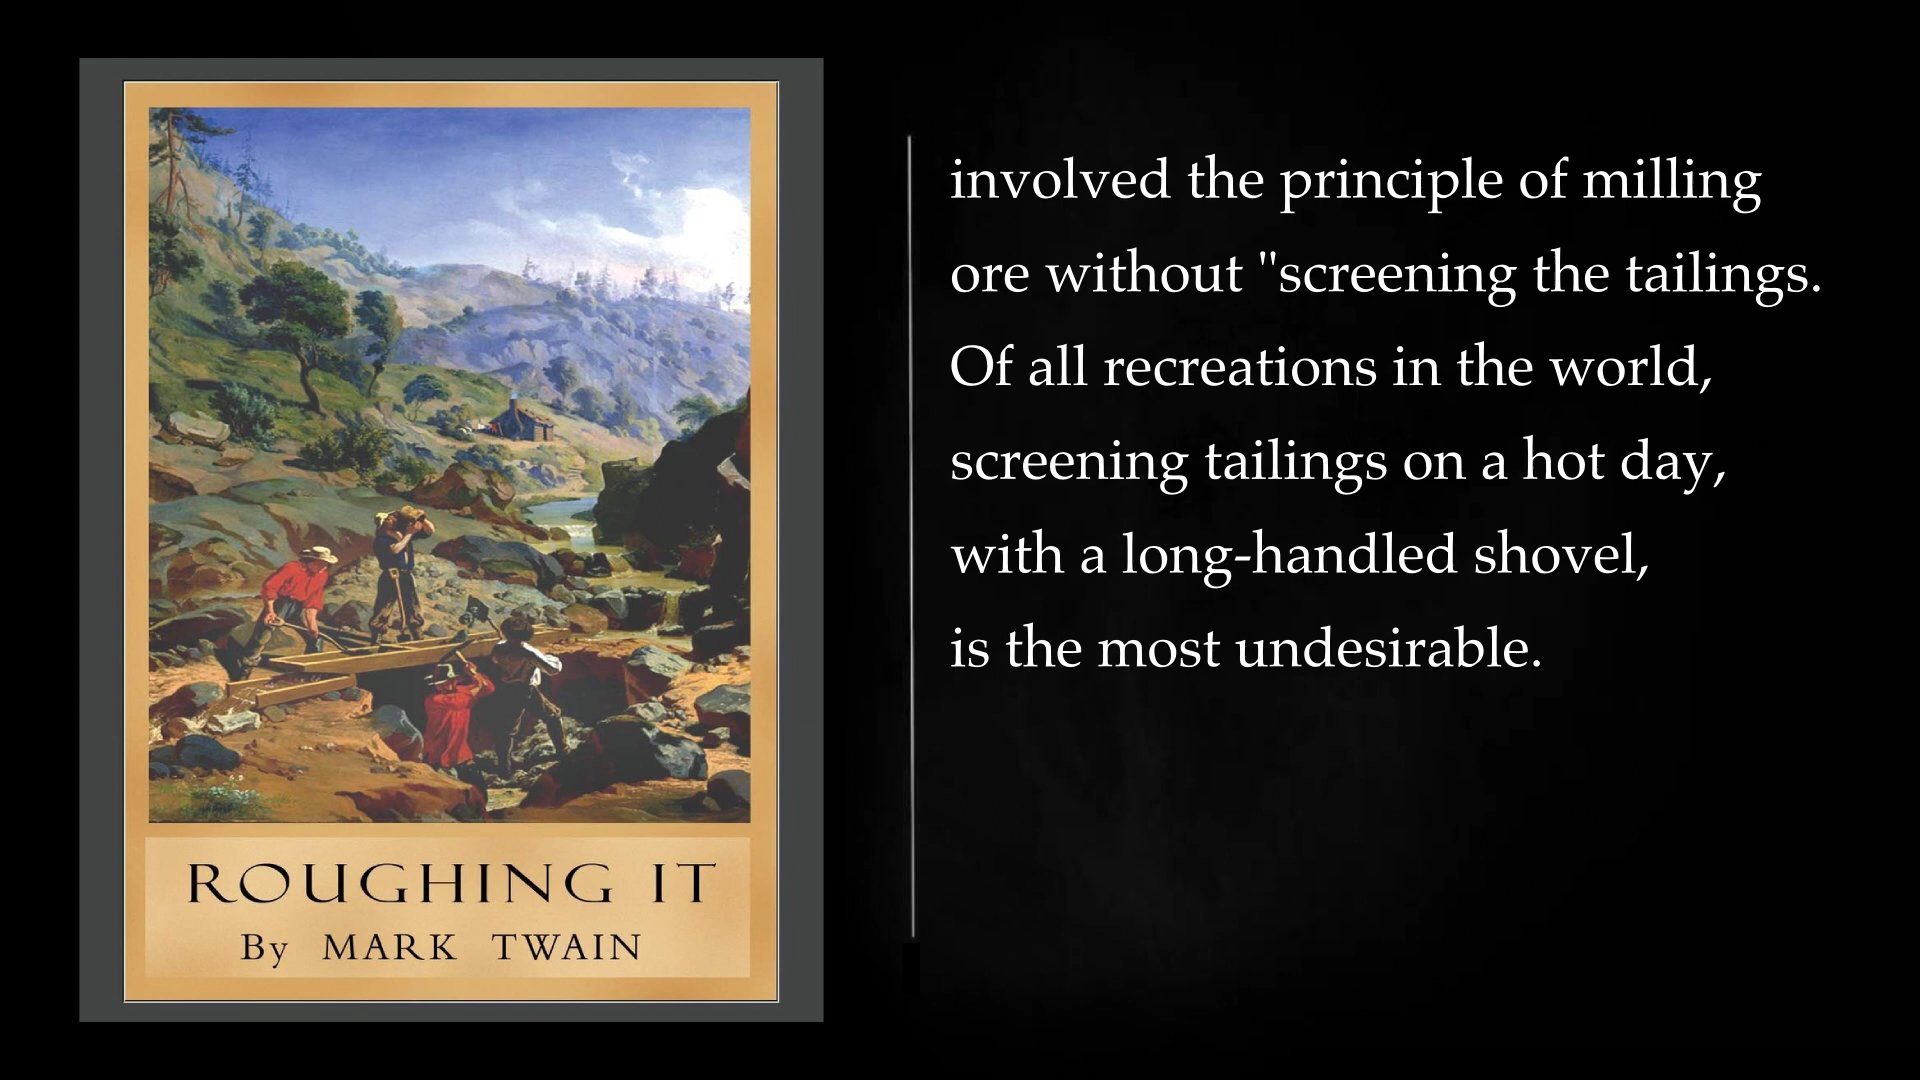 ROUGHING IT
By MARK TWAIN
involved the principle of milling
ore without "screening the tailings.
Of all recreations in the world,
screening tailings on a hot day,
with a long-handled shovel,
is the most undesirable.